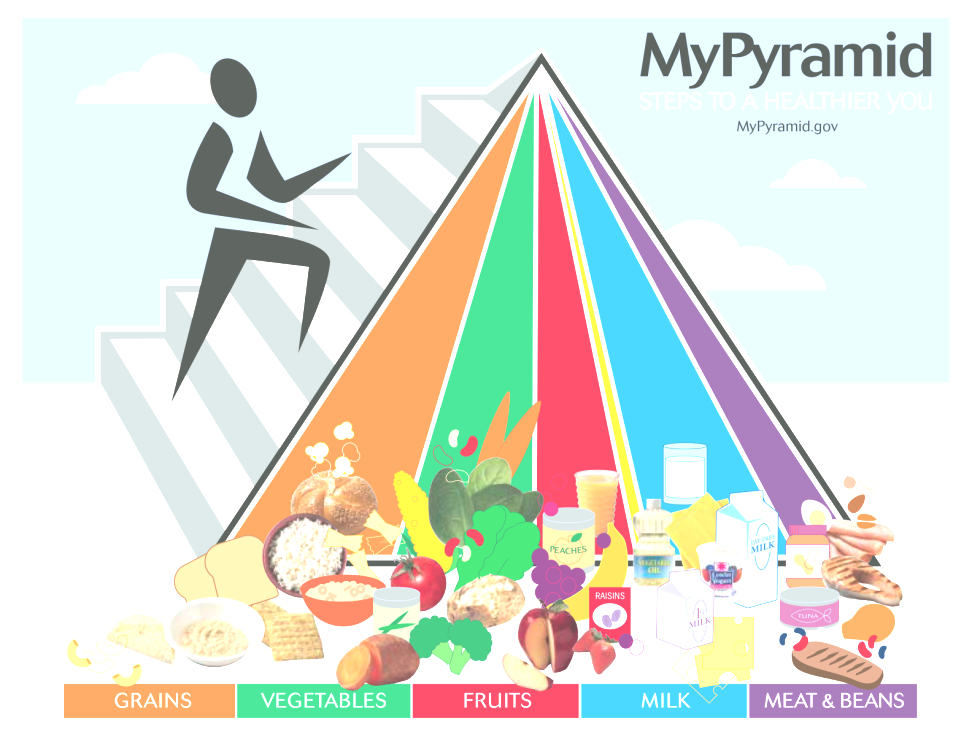 MyPyramid
STEPS TO A HEALTHIER YOU
MyPyramid.gov
PEACHES
VEGETABLE
OIL
MILK
RAISINS
MILK
TUNA
GRAINS
VEGETABLES
FRUITS
MILK
MEAT & BEANS